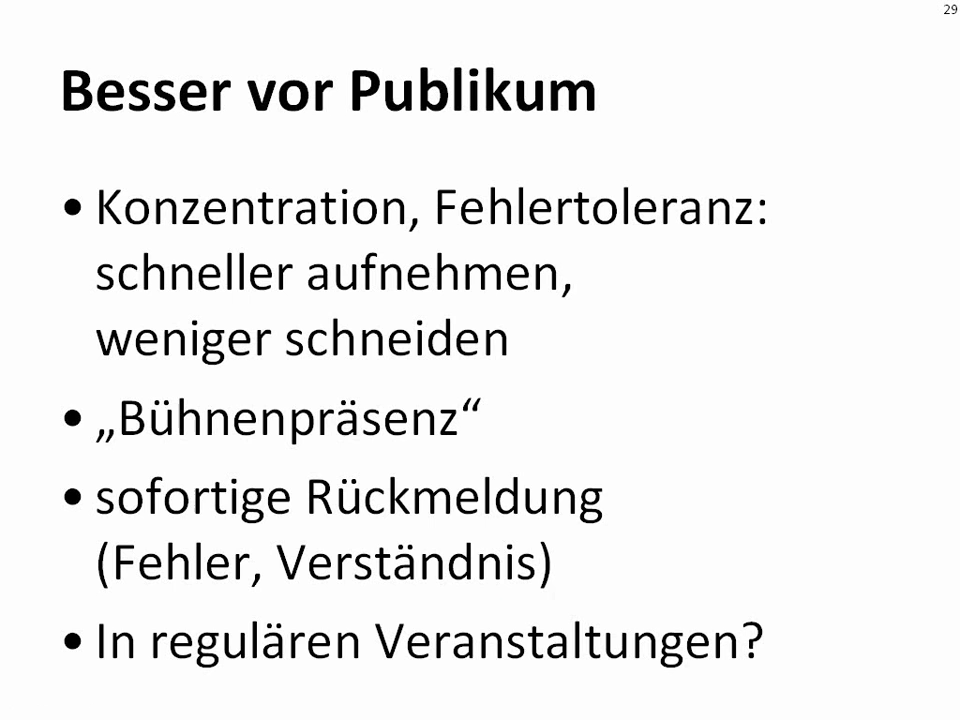 29
Besser vor Publikum
• Konzentration, Fehlertoleranz:
schneller aufnehmen,
weniger schneiden
• „Bühnenpräsenz“
• sofortige Rückmeldung
(Fehler, Verständnis)
• In regulären Veranstaltungen?